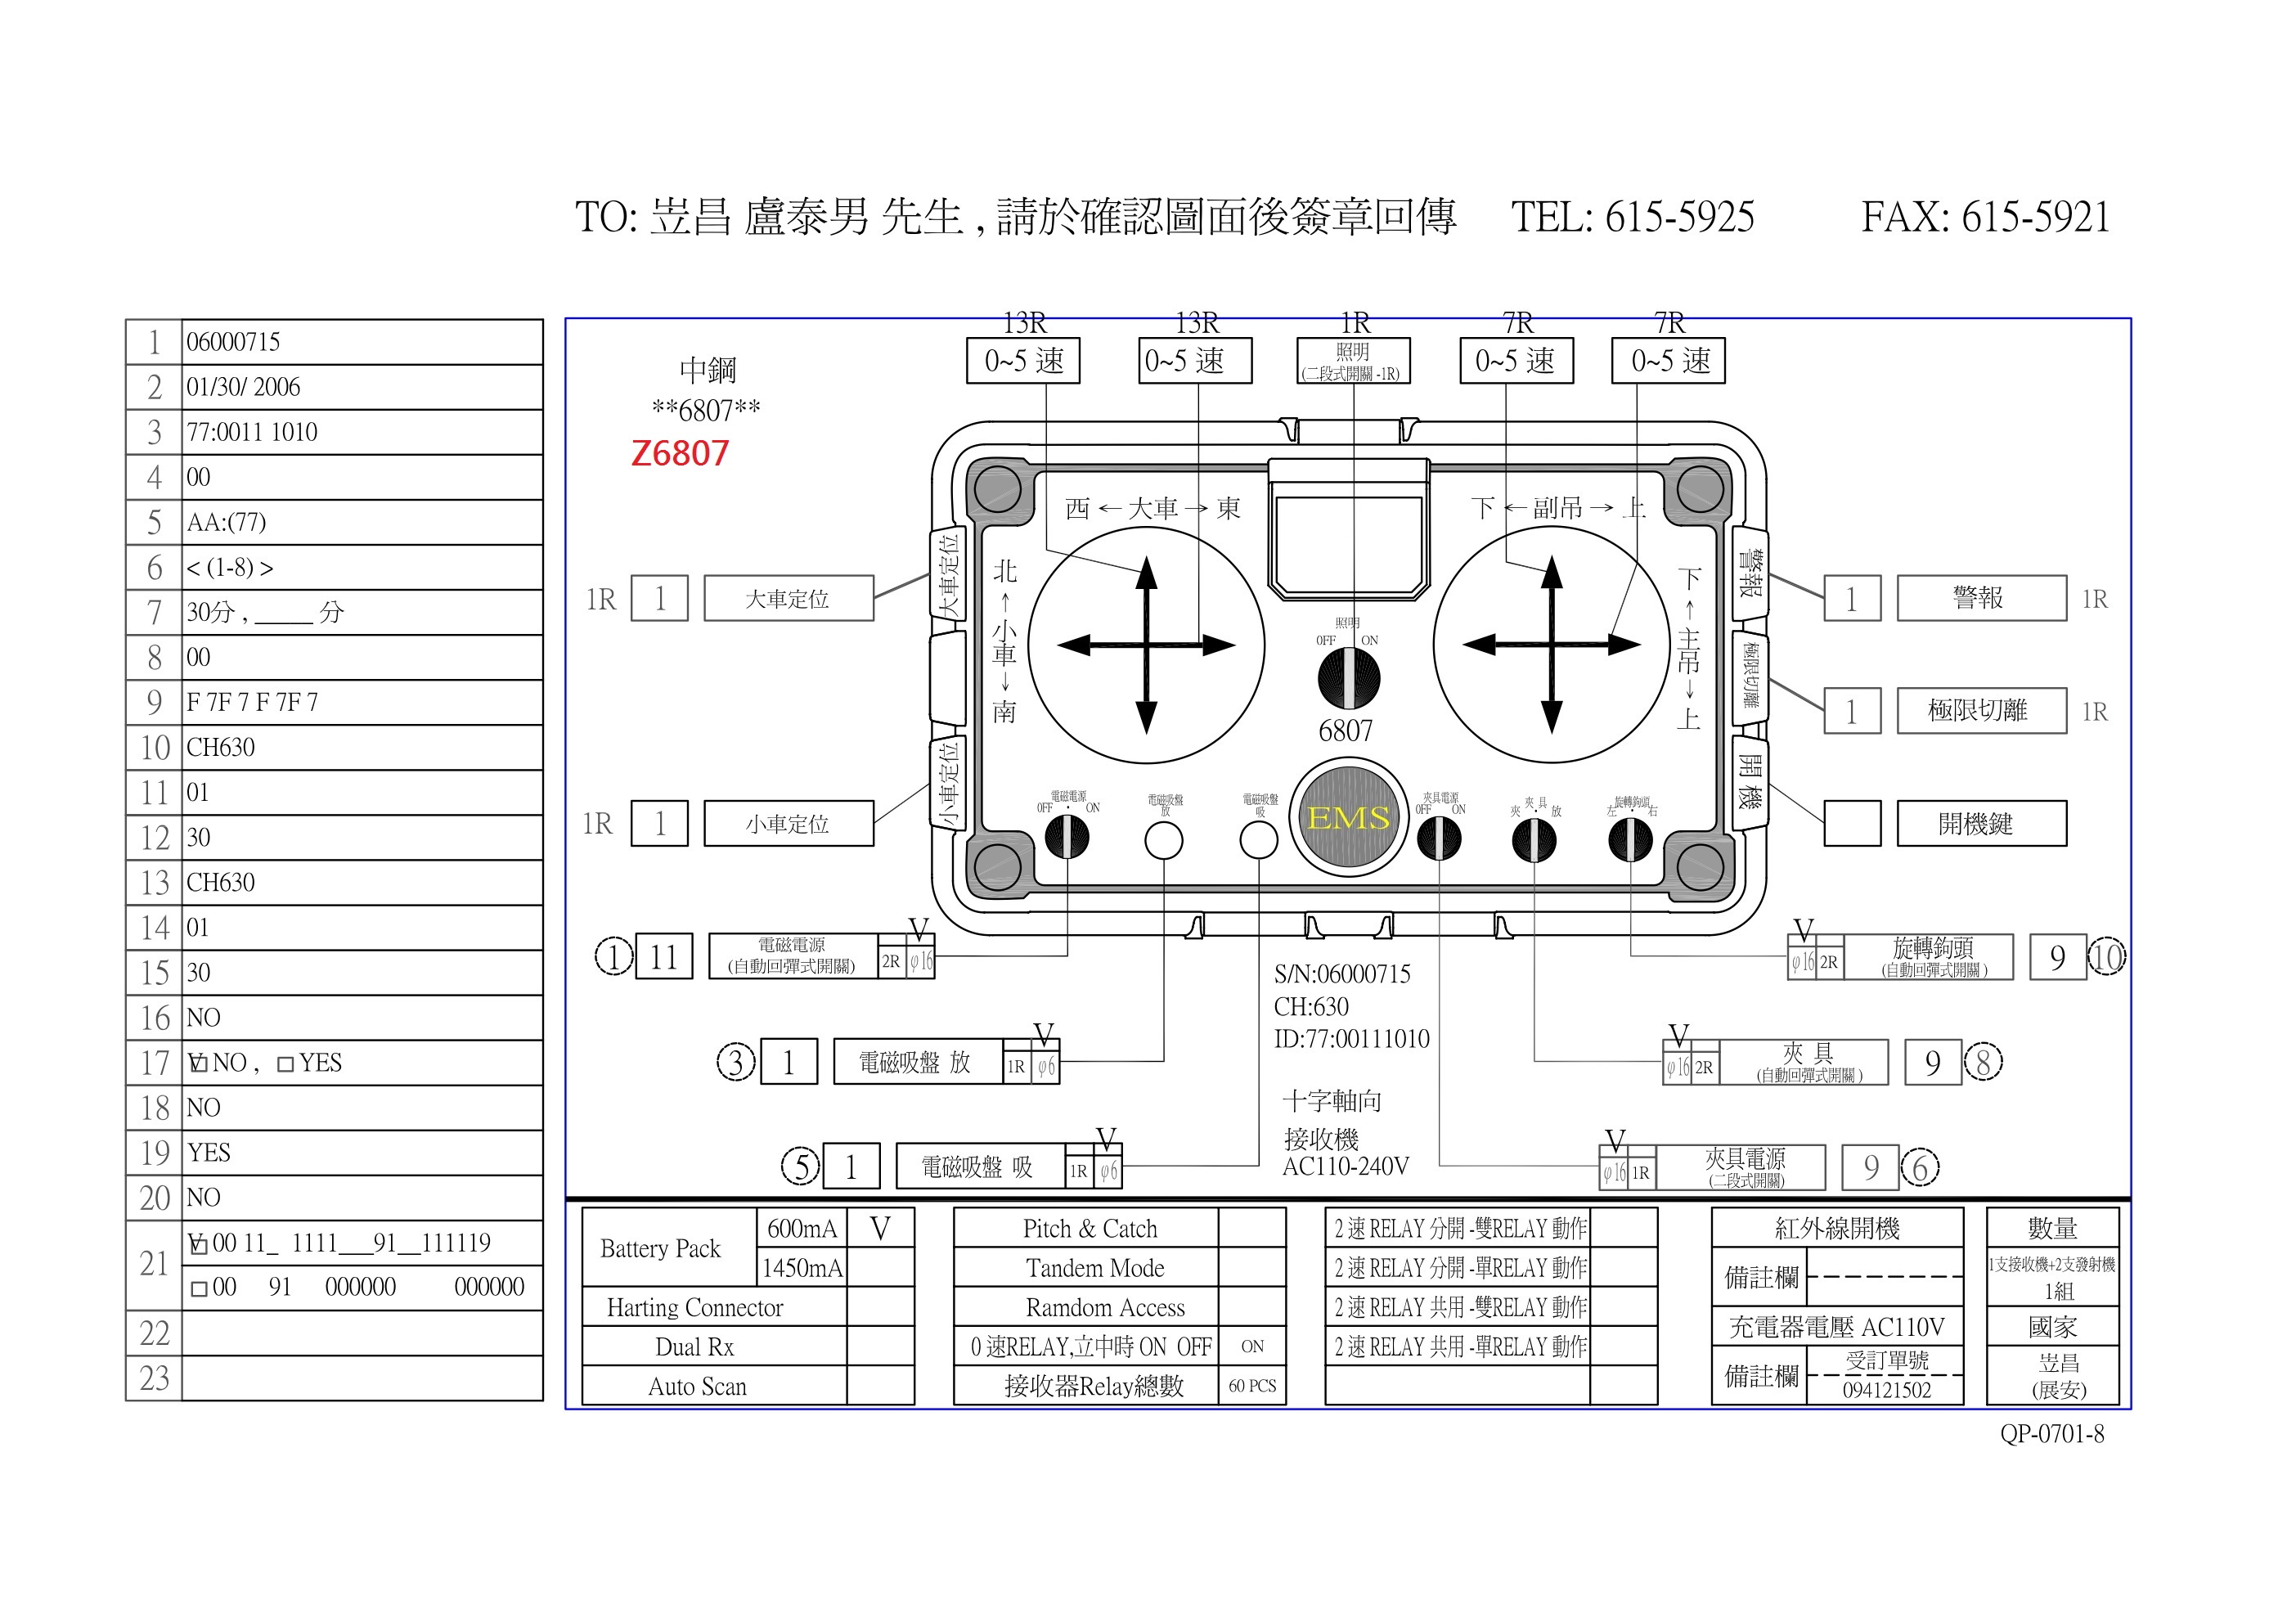 TO: 岦昌 盧泰男 先生 , 請於確認圖面後簽章回傳 TEL: 615-5925 FAX: 615-5921
1 06000715
2 01/30/ 2006
3 77:0011 1010
4 00
5 AA:(77)
6 < (1-8) >
7 30分 , ____ 分
8 00
9 F 7F 7 F 7F 7
10 CH630
11 01
12 30
13 CH630
14 01
15 30
16 NO
17 V□ NO , □ YES
18 NO
19 YES
20 NO
21 V□ 00 11_ 1111___91__111119
□ 00 91 000000 000000
22
23
中鋼
**6807**
Z6807
13R 13R 1R 7R 7R
0~5 速 0~5 速 照明 0~5 速 0~5 速
(二段式開關 -1R)
西 ← 大車 → 東
下 ← 副吊 → 上
北 ← 小車 → 南
下 ← 主吊 → 上
大車定位
小車定位
警報
極限切離
開機
1R 1 大車定位
1R 1 小車定位
1 警報 1R
1 極限切離 1R
開機鍵
照明
OFF ON
6807
EMS
電磁電源
OFF · ON
電磁吸盤
放
電磁吸盤
吸
夾具電源
OFF ON
夾 具
夾 · 放
旋轉鉤頭
左 · 右
① 11 電磁電源 V
(自動回彈式開關) 2R φ16
③ 1 電磁吸盤 放 1R V φ6
⑤ 1 電磁吸盤 吸 1R V φ6
S/N:06000715
CH:630
ID:77:00111010
十字軸向
接收機
AC110-240V
V φ16 2R 旋轉鉤頭 9 ⑩
(自動回彈式開關 )
V φ16 2R 夾 具 9 ⑧
(自動回彈式開關 )
V φ16 1R 夾具電源 9 ⑥
(二段式開關)
Battery Pack 600mA V
1450mA
Harting Connector
Dual Rx
Auto Scan
Pitch & Catch
Tandem Mode
Ramdom Access
0 速RELAY,立中時 ON OFF ON
接收器Relay總數 60 PCS
2 速 RELAY 分開 -雙RELAY 動作
2 速 RELAY 分開 -單RELAY 動作
2 速 RELAY 共用 -雙RELAY 動作
2 速 RELAY 共用 -單RELAY 動作
紅外線開機
備註欄
充電器電壓 AC110V
備註欄 受訂單號
094121502
數量
1支接收機+2支發射機
1組
國家
岦昌
(展安)
QP-0701-8